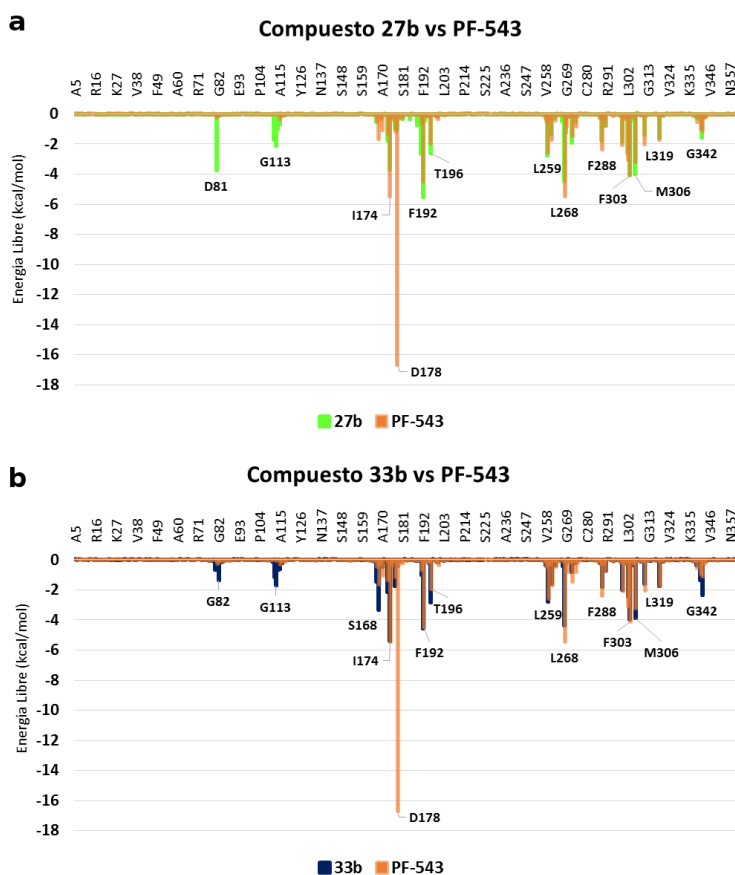 a
Compuesto 27b vs PF-543
A5 R16 K27 V38 F49 A60 R71 G82 E93 P104 A115 Y126 N137 S148 S159 A170 S181 F192 L203 P214 S225 A236 S247 V258 G269 C280 R291 L302 G313 V324 K335 V346 N357
Energia Libre (kcal/mol)
0
-2
-4
-6
-8
-10
-12
-14
-16
-18
D81
G113
I174
F192
T196
D178
L259
L268
F288
F303
M306
L319
G342
27b PF-543
b
Compuesto 33b vs PF-543
A5 R16 K27 V38 F49 A60 R71 G82 E93 P104 A115 Y126 N137 S148 S159 A170 S181 F192 L203 P214 S225 A236 S247 V258 G269 C280 R291 L302 G313 V324 K335 V346 N357
Energía Libre (kcal/mol)
0
-2
-4
-6
-8
-10
-12
-14
-16
-18
G82
G113
S168
I174
F192
T196
D178
L259
L268
F288
F303
M306
L319
G342
33b PF-543